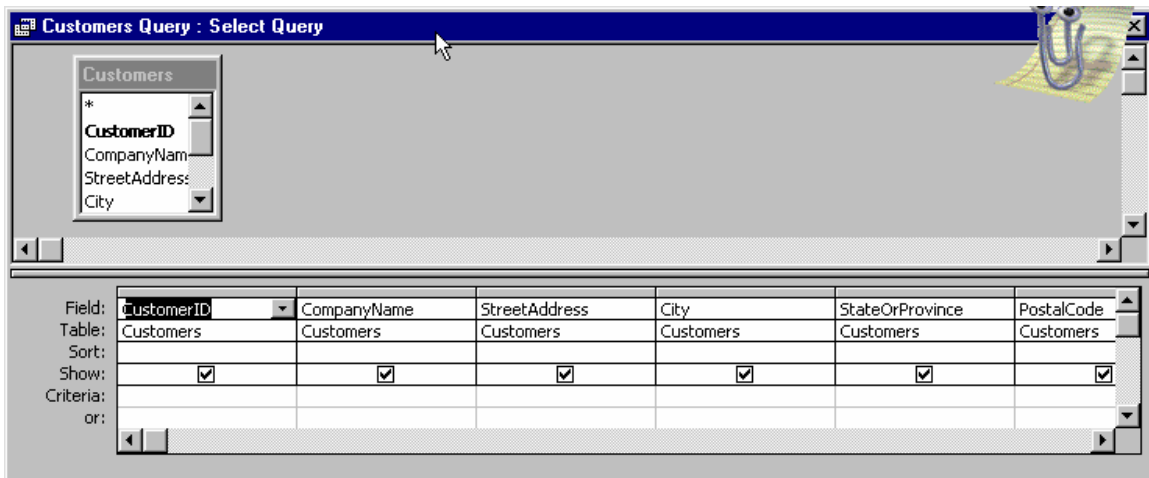 Customers Query : Select Query
Customers
*
CustomerID
CompanyNam
StreetAddress
City
Field: CustomerID CompanyName StreetAddress City StateOrProvince PostalCode
Table: Customers Customers Customers Customers Customers Customers
Sort:
Show:
Criteria:
or: